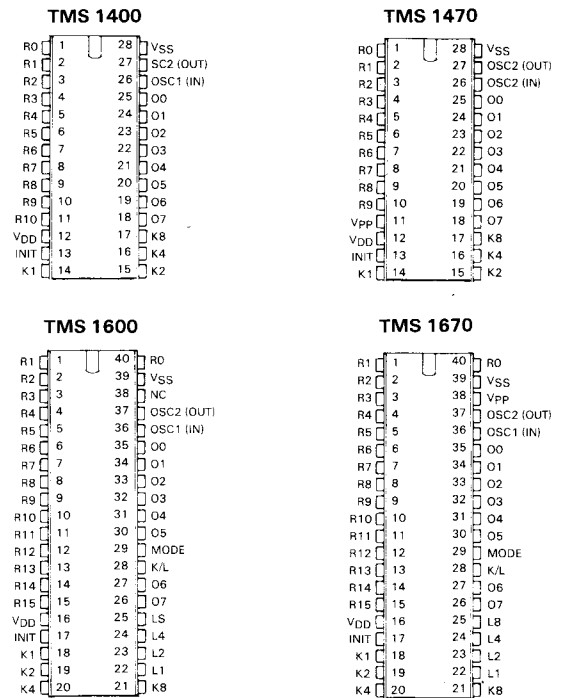 TMS 1400
R0 1 28 VSS
R1 2 27 SC2 (OUT)
R2 3 26 OSC1 (IN)
R3 4 25 O0
R4 5 24 O1
R5 6 23 O2
R6 7 22 O3
R7 8 21 O4
R8 9 20 O5
R9 10 19 O6
R10 11 18 O7
VDD 12 17 K8
INIT 13 16 K4
K1 14 15 K2
TMS 1470
R0 1 28 VSS
R1 2 27 OSC2 (OUT)
R2 3 26 OSC2 (IN)
R3 4 25 O0
R4 5 24 O1
R5 6 23 O2
R6 7 22 O3
R7 8 21 O4
R8 9 20 O5
R9 10 19 O6
VPP 11 18 O7
VDD 12 17 K8
INIT 13 16 K4
K1 14 15 K2
TMS 1600
R1 1 40 R0
R2 2 39 VSS
R3 3 38 NC
R4 4 37 OSC2 (OUT)
R5 5 36 OSC1 (IN)
R6 6 35 O0
R7 7 34 O1
R8 8 33 O2
R9 9 32 O3
R10 10 31 O4
R11 11 30 O5
R12 12 29 MODE
R13 13 28 K/L
R14 14 27 O6
R15 15 26 O7
VDD 16 25 LS
INIT 17 24 L4
K1 18 23 L2
K2 19 22 L1
K4 20 21 K8
TMS 1670
R1 1 40 R0
R2 2 39 VSS
R3 3 38 VPP
R4 4 37 OSC2 (OUT)
R5 5 36 OSC1 (IN)
R6 6 35 O0
R7 7 34 O1
R8 8 33 O2
R9 9 32 O3
R10 10 31 O4
R11 11 30 O5
R12 12 29 MODE
R13 13 28 K/L
R14 14 27 O6
R15 15 26 O7
VDD 16 25 L8
INIT 17 24 L4
K1 18 23 L2
K2 19 22 L1
K4 20 21 K8